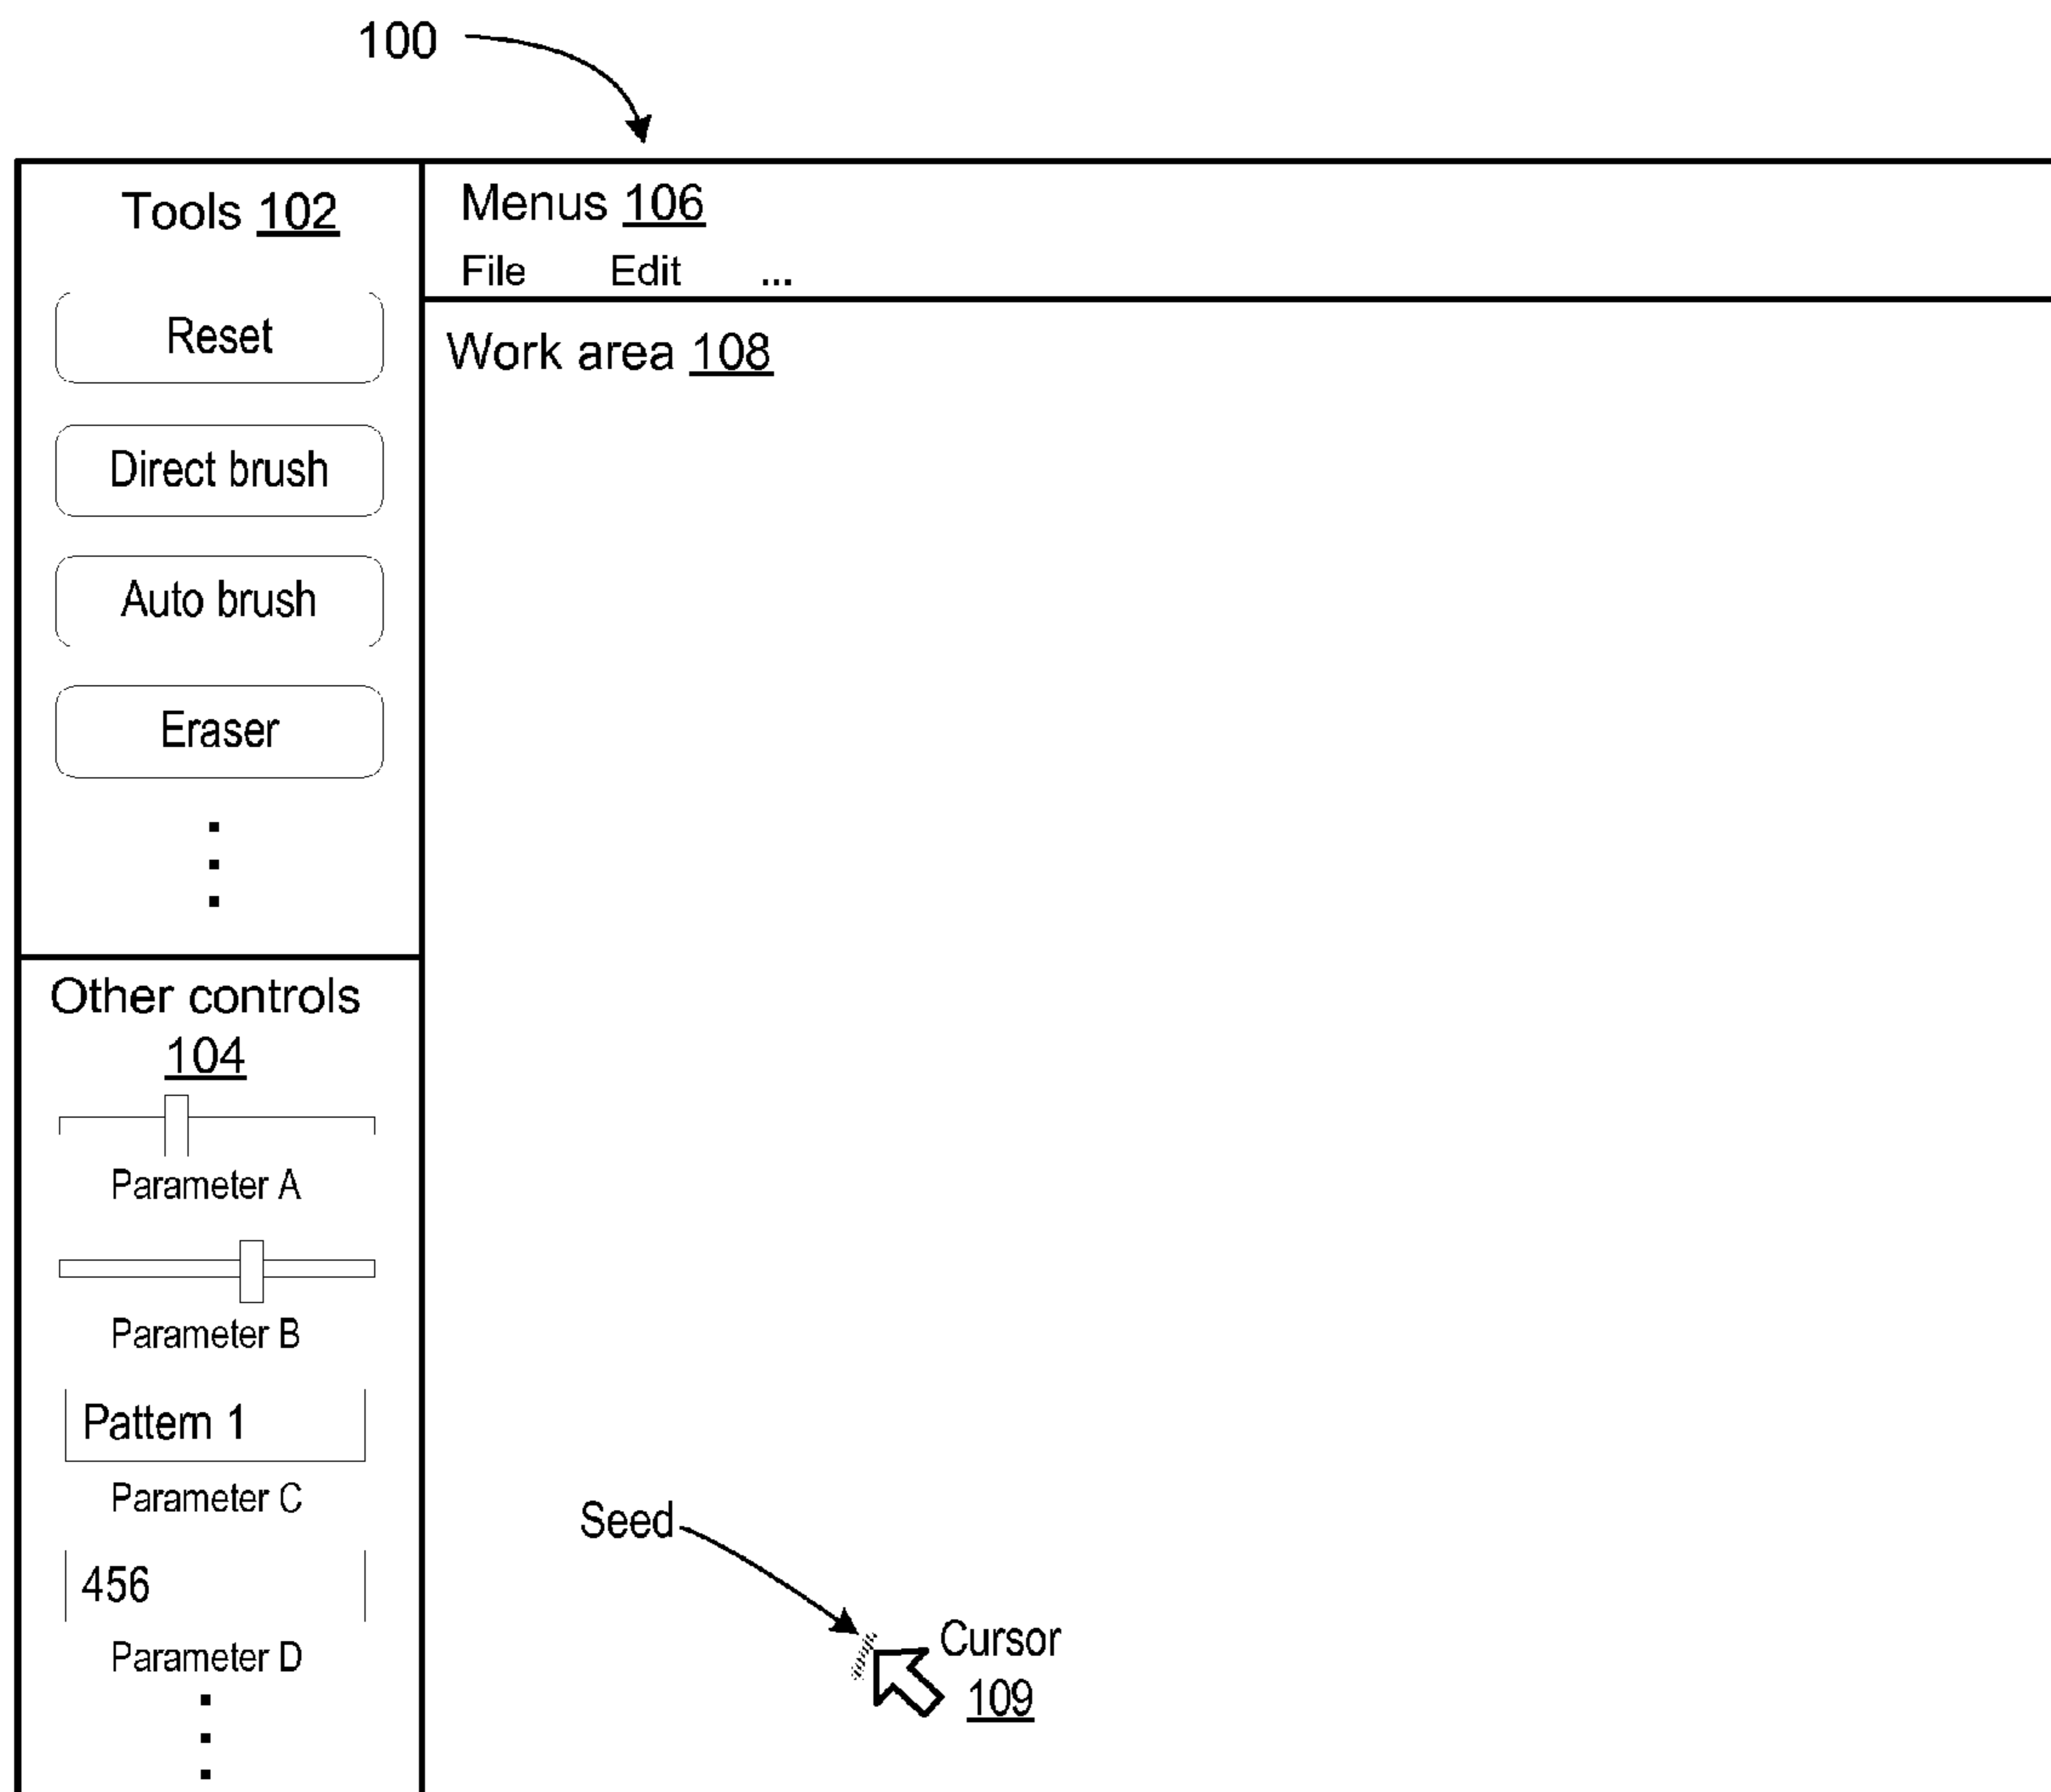 100
Tools 102
Reset
Direct brush
Auto brush
Eraser
Other controls
104
Parameter A
Parameter B
Pattern 1
Parameter C
456
Parameter D
Menus 106
File Edit ...
Work area 108
Seed
Cursor
109